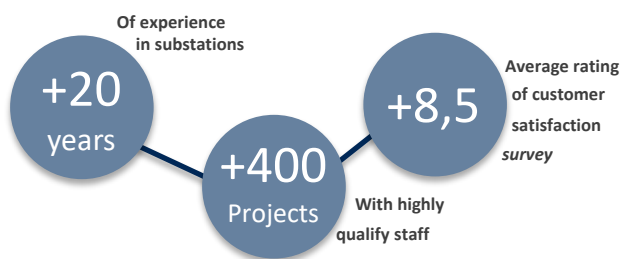 Of experience
in substations
+20
years
+400
Projects
With highly
qualify staff
+8,5
Average rating
of customer
satisfaction
survey